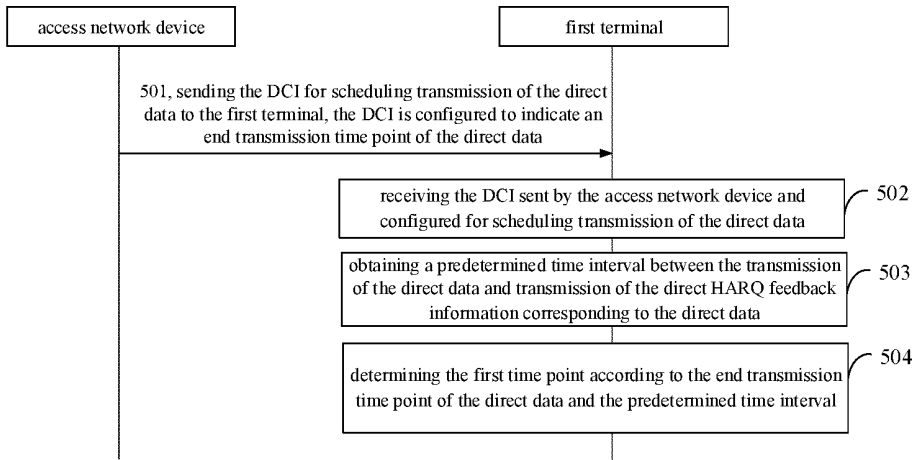 access network device
first terminal
501, sending the DCI for scheduling transmission of the direct
data to the first terminal, the DCI is configured to indicate an
end transmission time point of the direct data
receiving the DCI sent by the access network device and
configured for scheduling transmission of the direct data
502
obtaining a predetermined time interval between the transmission
of the direct data and transmission of the direct HARQ feedback
information corresponding to the direct data
503
determining the first time point according to the end transmission
time point of the direct data and the predetermined time interval
504